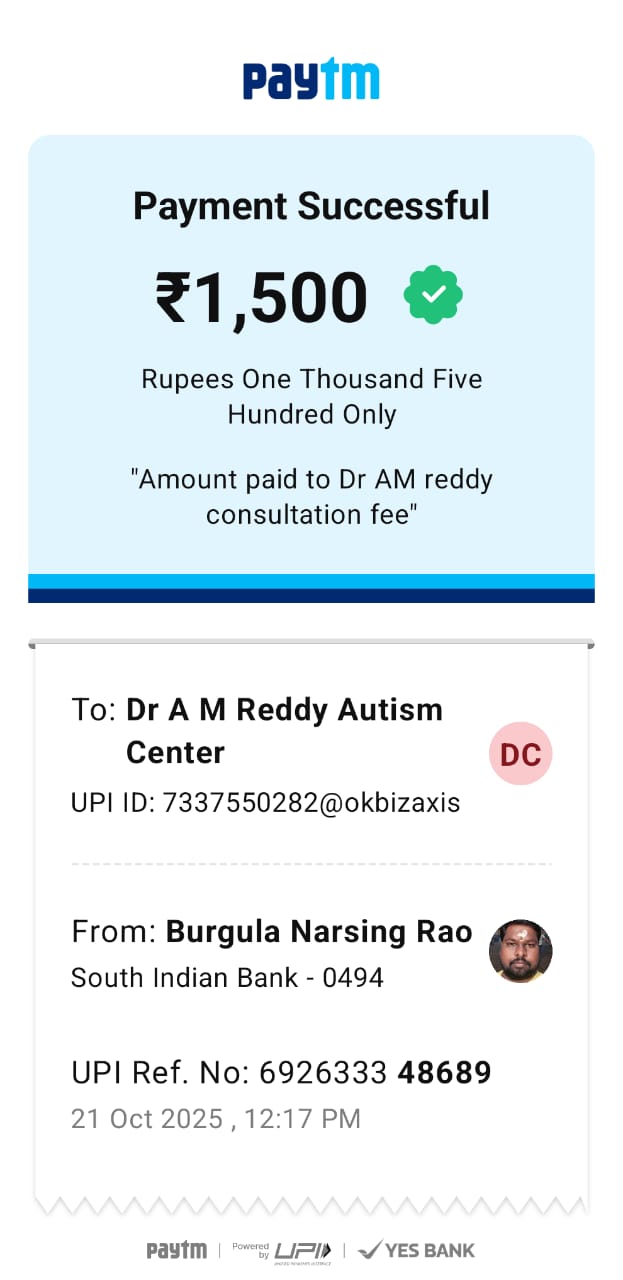 paytm
Payment Successful
₹1,500
Rupees One Thousand Five
Hundred Only
"Amount paid to Dr AM reddy
consultation fee"
To: Dr A M Reddy Autism
Center
DC
UPI ID: 7337550282@okbizaxis
From: Burgula Narsing Rao
South Indian Bank - 0494
UPI Ref. No: 6926333 48689
21 Oct 2025 , 12:17 PM
paytm | Powered by UPI | YES BANK